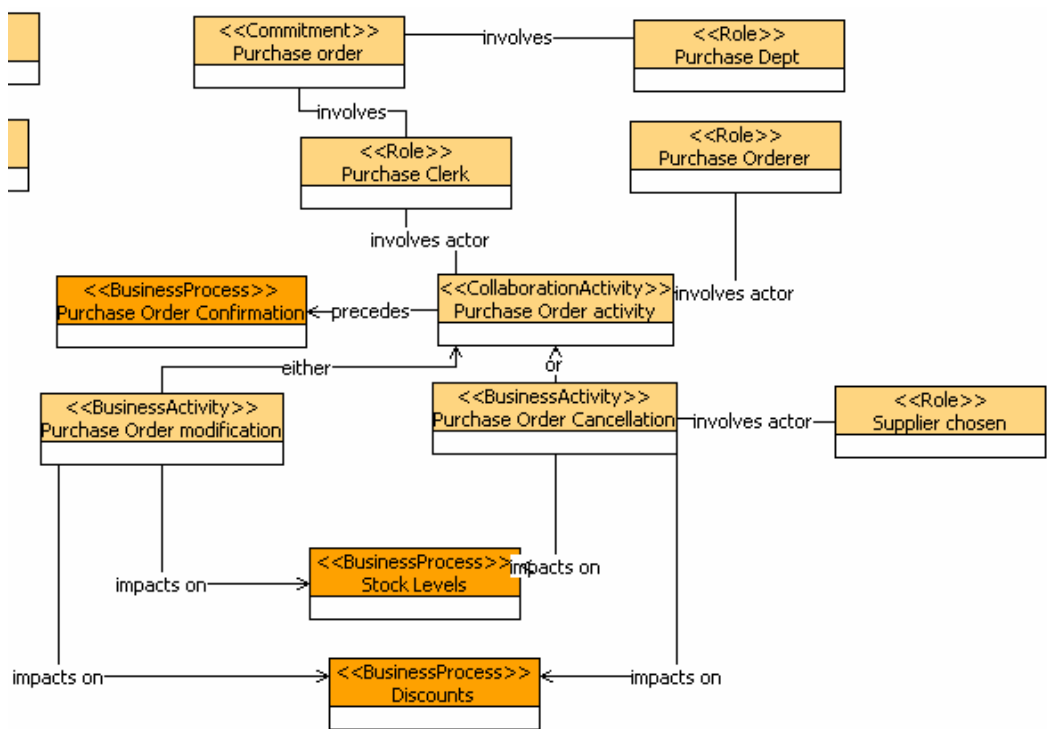 <<Commitment>>
Purchase order
involves
<<Role>>
Purchase Dept
involves
<<Role>>
Purchase Clerk
<<Role>>
Purchase Orderer
involves actor
<<BusinessProcess>>
Purchase Order Confirmation
precedes
<<CollaborationActivity>>
Purchase Order activity
involves actor
either
or
<<BusinessActivity>>
Purchase Order modification
<<BusinessActivity>>
Purchase Order Cancellation
involves actor
<<Role>>
Supplier chosen
impacts on
<<BusinessProcess>>
Stock Levels
impacts on
impacts on
<<BusinessProcess>>
Discounts
impacts on